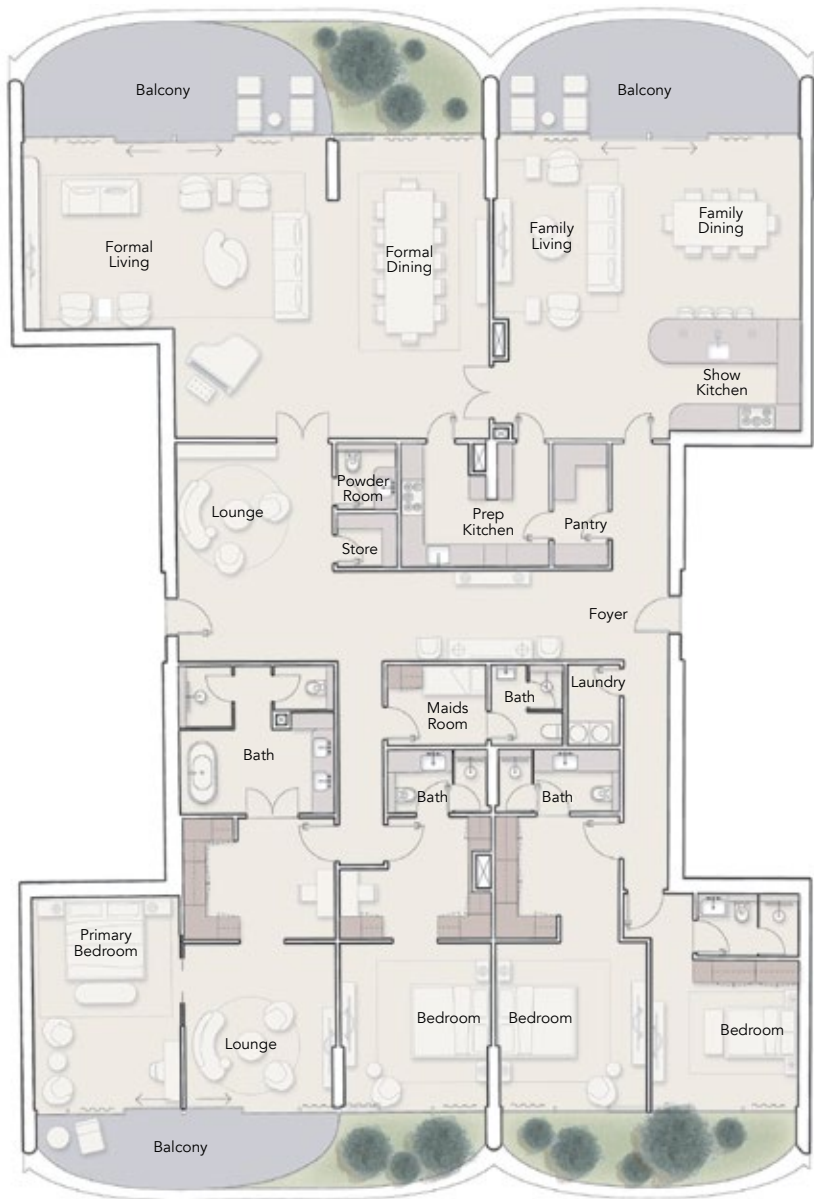 Balcony
Balcony
Formal
Living
Formal
Dining
Family
Living
Family
Dining
Show
Kitchen
Lounge
Powder
Room
Store
Prep
Kitchen
Pantry
Foyer
Bath
Maids
Room
Bath
Laundry
Bath
Bath
Primary
Bedroom
Lounge
Bedroom
Bedroom
Bedroom
Balcony